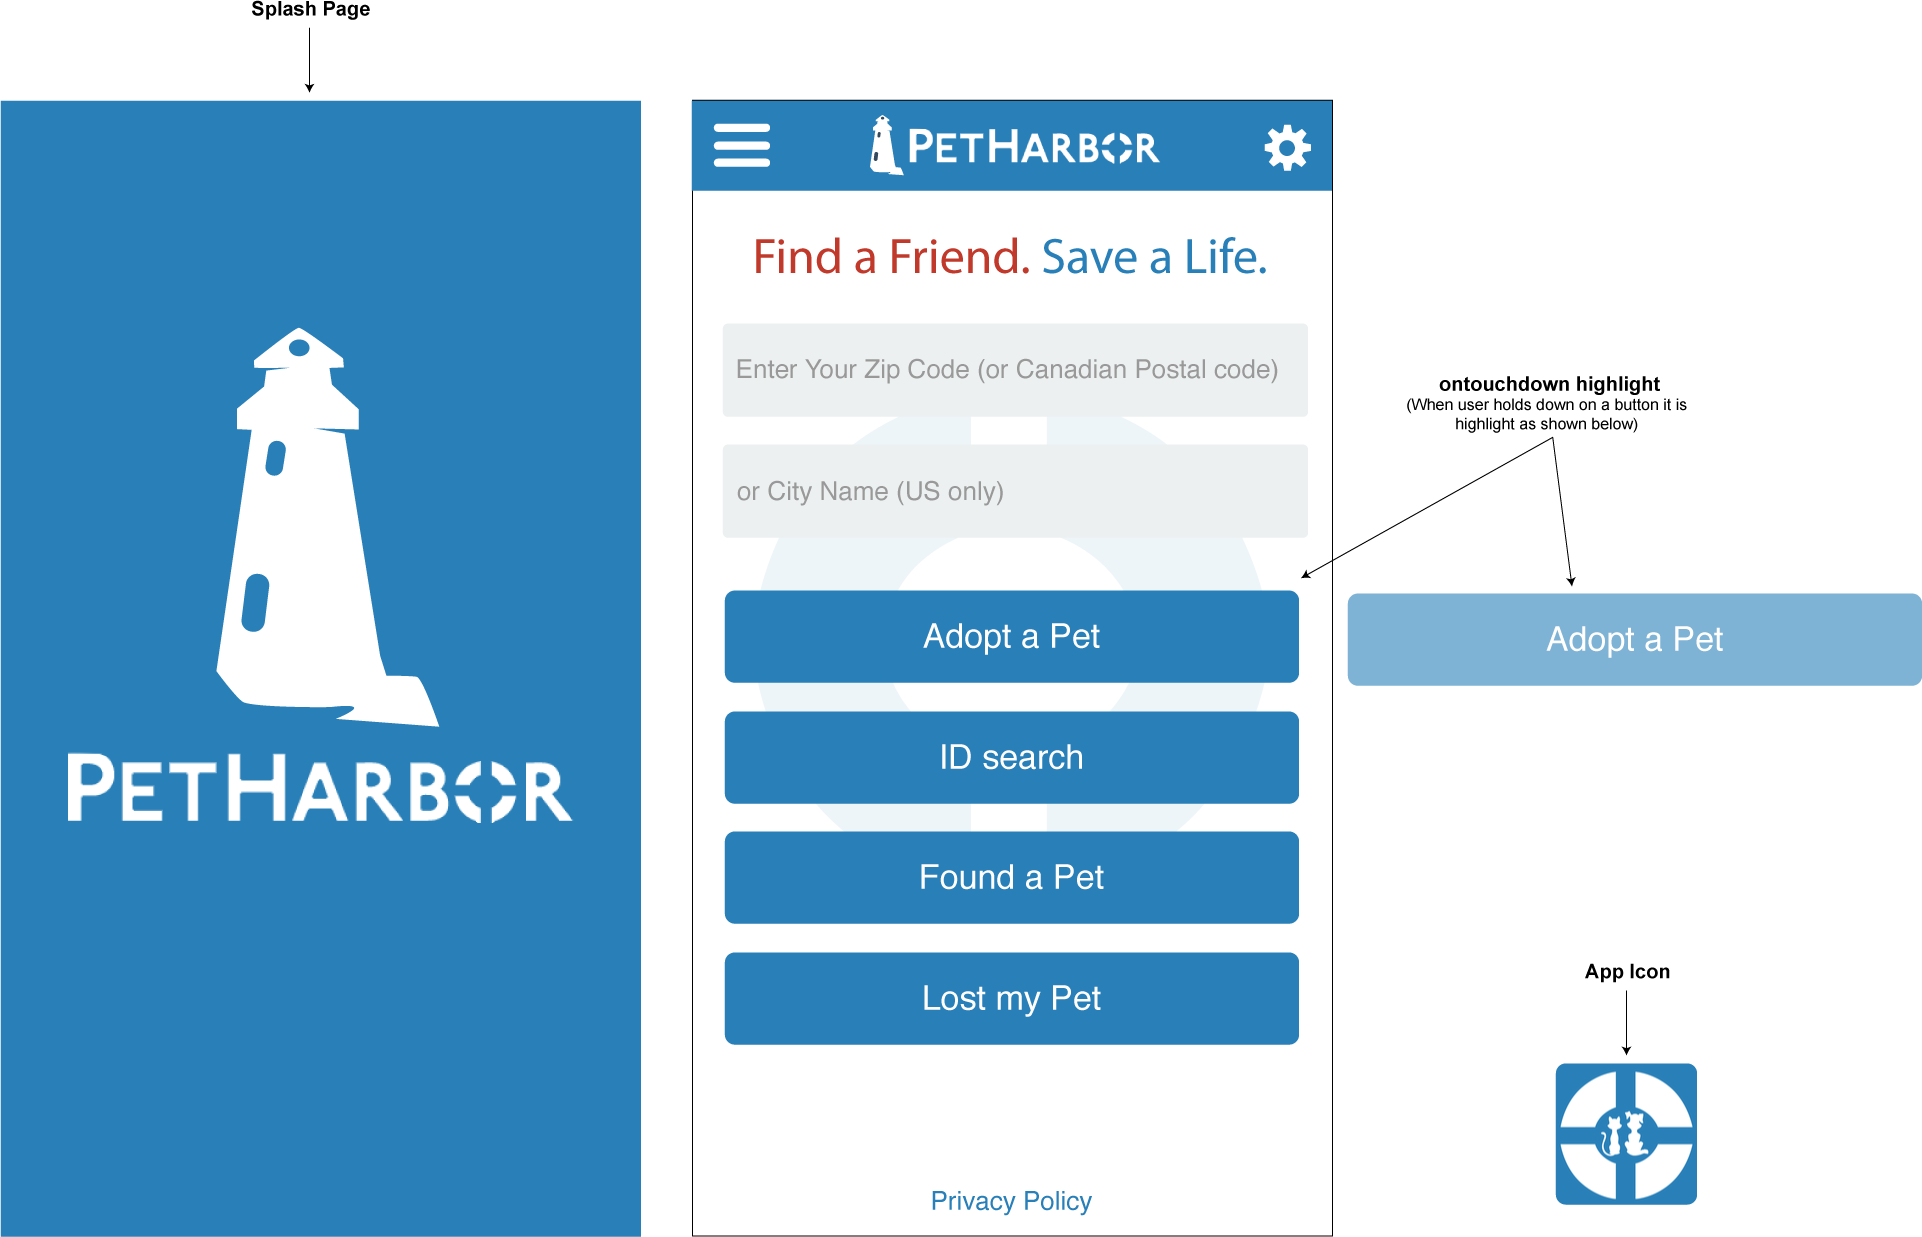 Splash Page
PETHARBOR
PETHARBOR
Find a Friend. Save a Life.
Enter Your Zip Code (or Canadian Postal code)
or City Name (US only)
Adopt a Pet
ID search
Found a Pet
Lost my Pet
Privacy Policy
ontouchdown highlight
(When user holds down on a button it is
highlight as shown below)
Adopt a Pet
App Icon